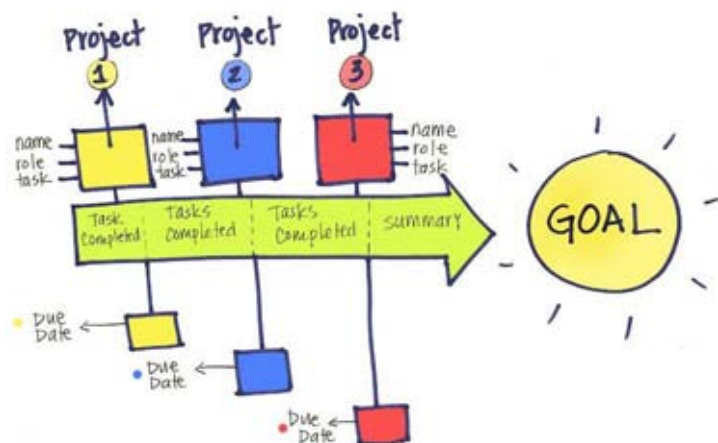 Project
1
Project
2
Project
3
name
role
task
name
role
task
name
role
task
Task
Completed
Tasks
Completed
Tasks
Completed
Summary
GOAL
Due
Date
Due
Date
Due
Date